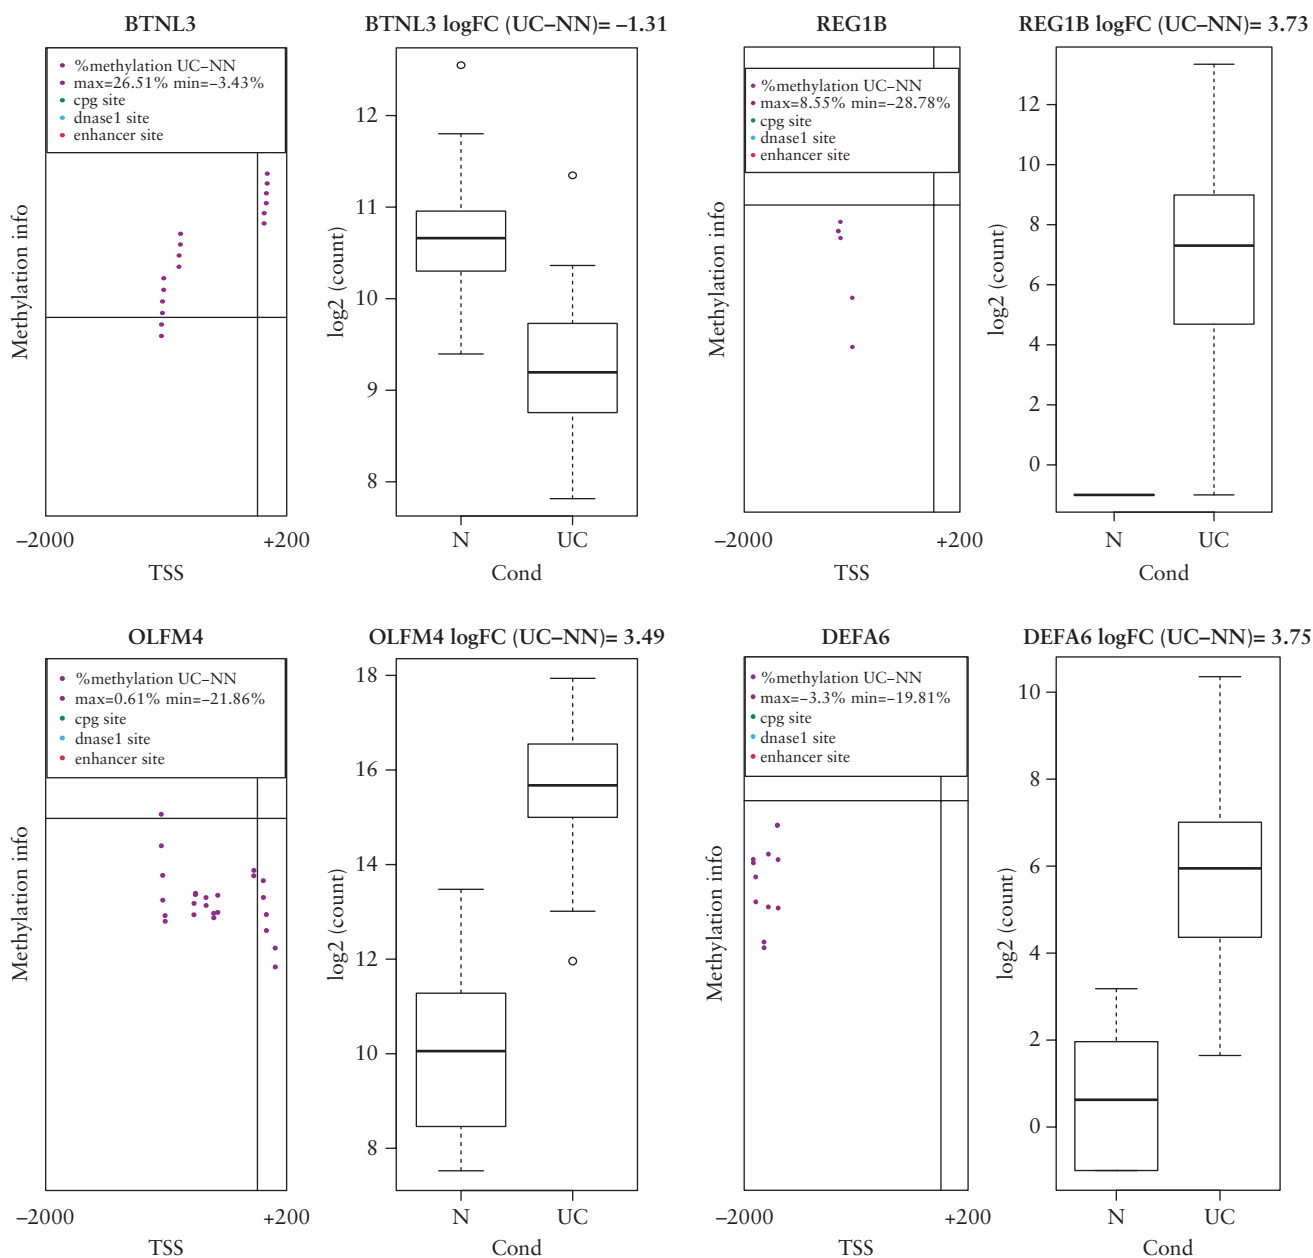 BTNL3
%methylation UC–NN
max=26.51% min=–3.43%
cpg site
dnase1 site
enhancer site
Methylation info
–2000
+200
TSS
BTNL3 logFC (UC–NN)= –1.31
12
11
10
9
8
log2 (count)
N
UC
Cond
REG1B
%methylation UC–NN
max=8.55% min=–28.78%
cpg site
dnase1 site
enhancer site
Methylation info
–2000
+200
TSS
REG1B logFC (UC–NN)= 3.73
12
10
8
6
4
2
0
log2 (count)
N
UC
Cond
OLFM4
%methylation UC–NN
max=0.61% min=–21.86%
cpg site
dnase1 site
enhancer site
Methylation info
–2000
+200
TSS
OLFM4 logFC (UC–NN)= 3.49
18
16
14
12
10
8
log2 (count)
N
UC
Cond
DEFA6
%methylation UC–NN
max=–3.3% min=–19.81%
cpg site
dnase1 site
enhancer site
Methylation info
–2000
+200
TSS
DEFA6 logFC (UC–NN)= 3.75
10
8
6
4
2
0
log2 (count)
N
UC
Cond